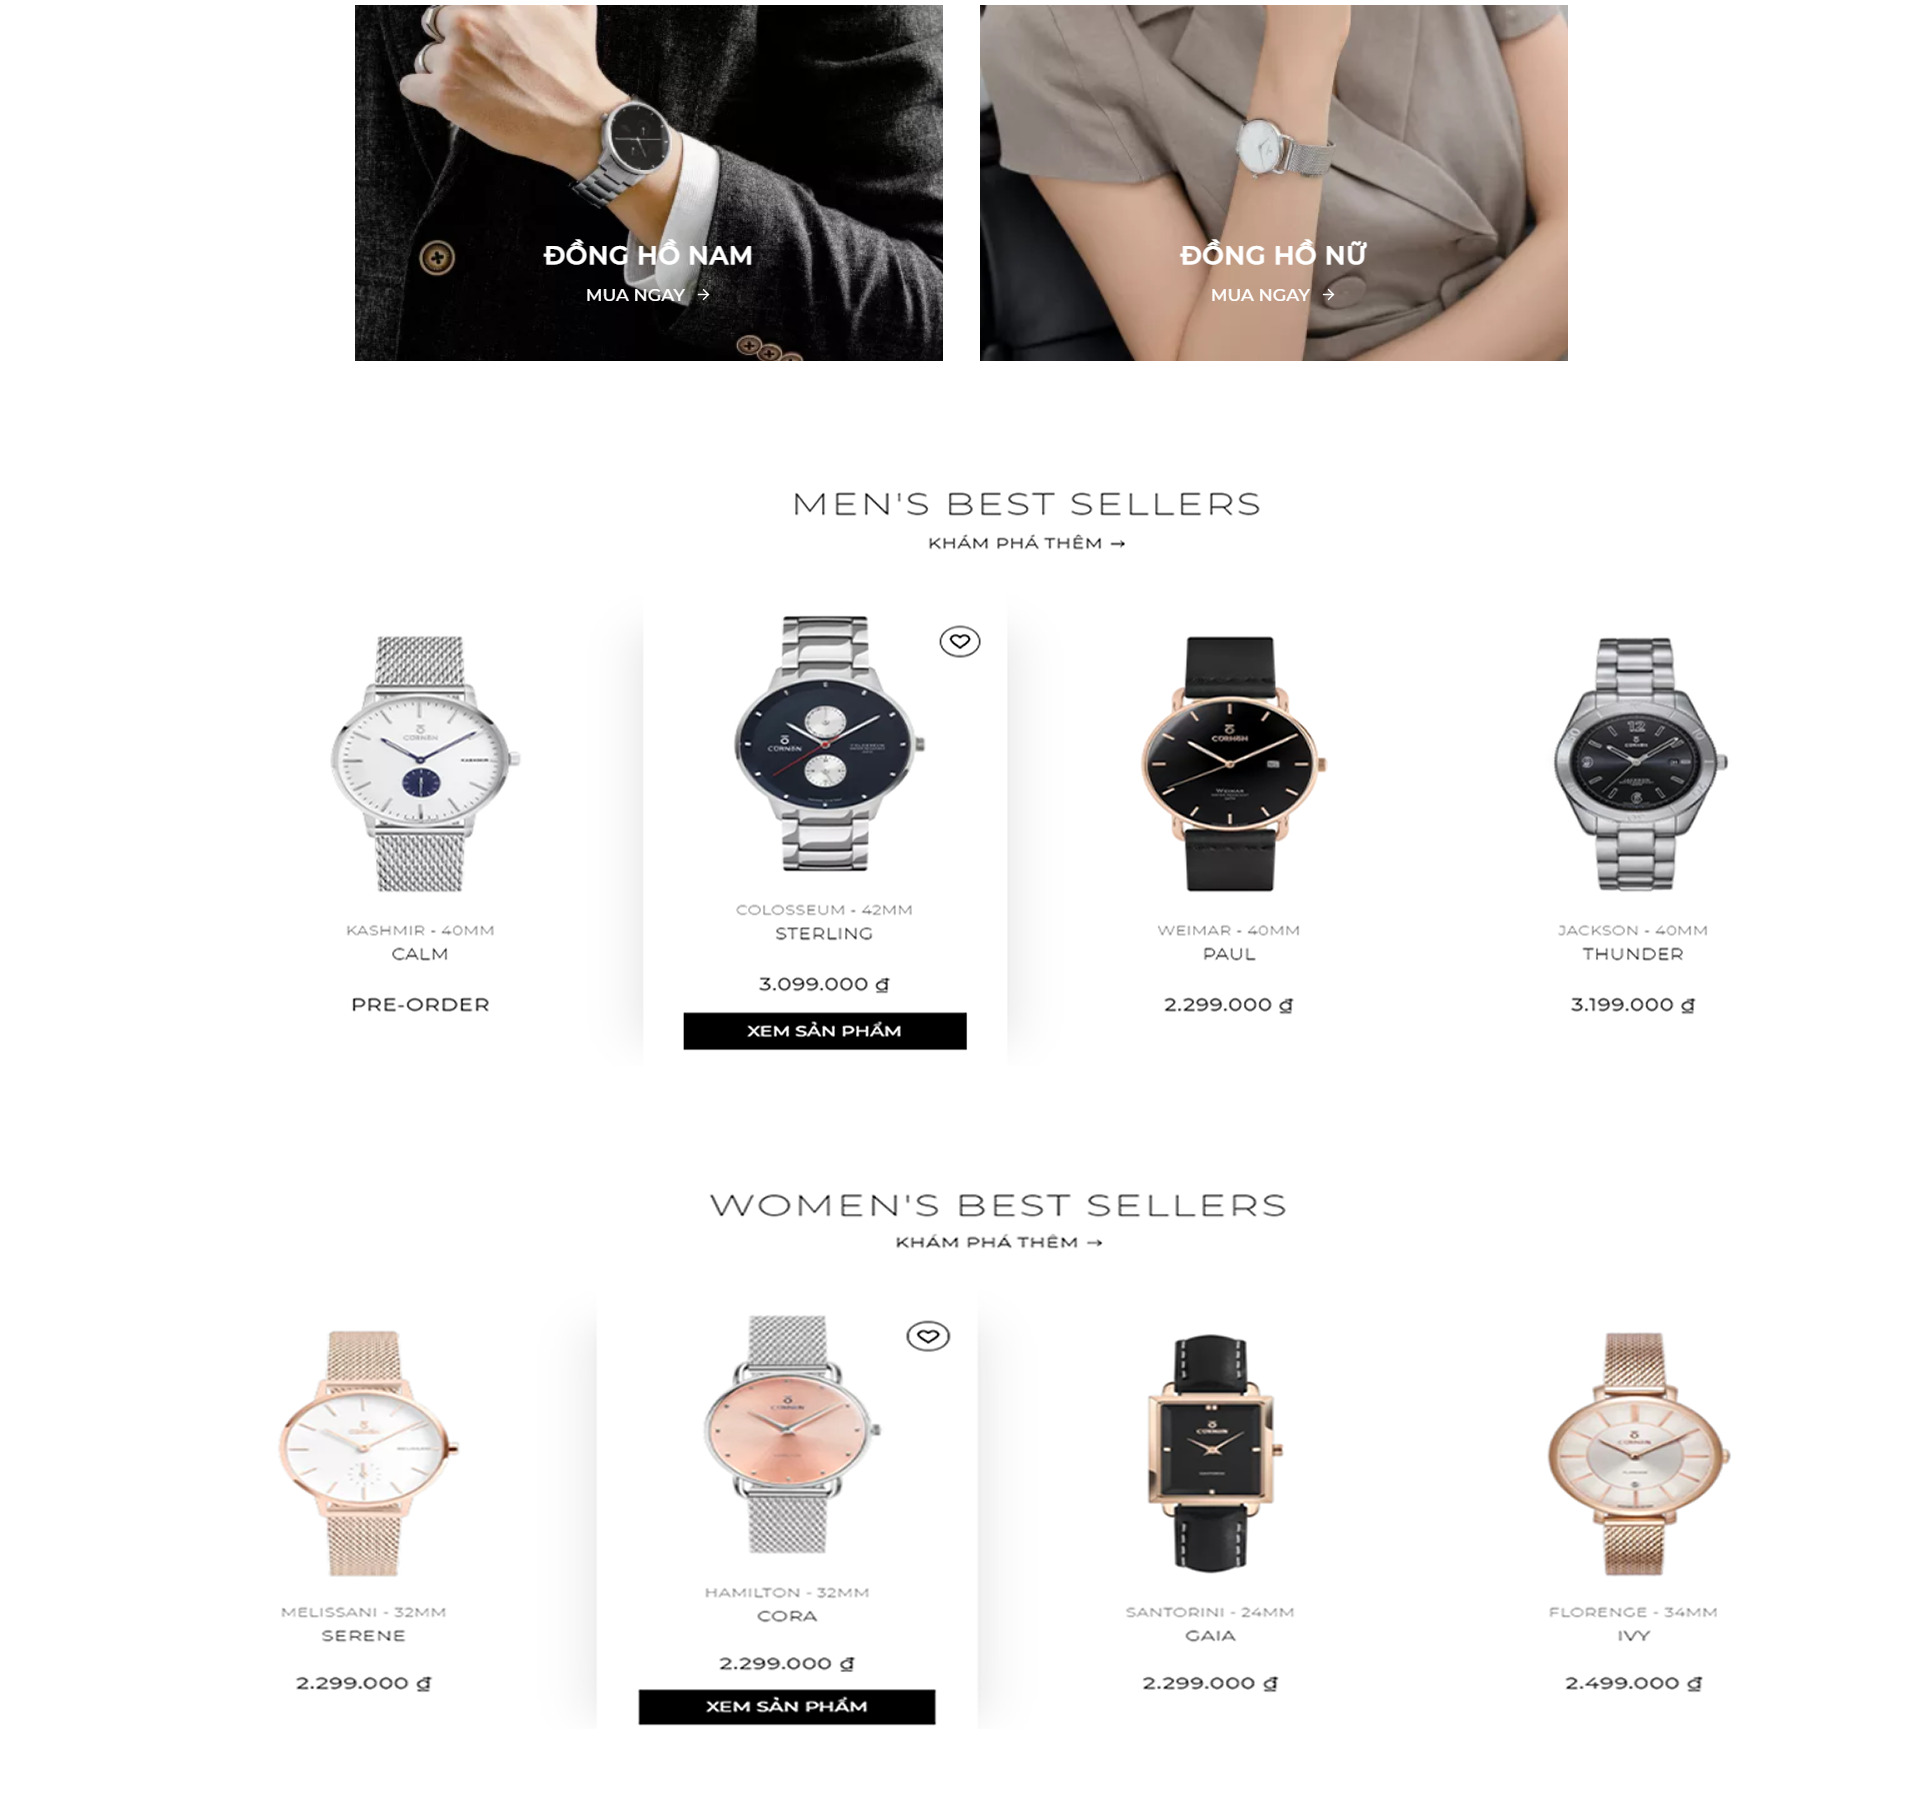 ĐỒNG HỒ NAM
MUA NGAY →
ĐỒNG HỒ NỮ
MUA NGAY →
MEN'S BEST SELLERS
KHÁM PHÁ THÊM →
KASHMIR - 40MM
CALM
PRE-ORDER
COLOSSEUM - 42MM
STERLING
3.099.000 ₫
XEM SẢN PHẨM
WEIMAR - 40MM
PAUL
2.299.000 ₫
JACKSON - 40MM
THUNDER
3.199.000 ₫
WOMEN'S BEST SELLERS
KHÁM PHÁ THÊM →
MELISSANI - 32MM
SERENE
2.299.000 ₫
HAMILTON - 32MM
CORA
2.299.000 ₫
XEM SẢN PHẨM
SANTORINI - 24MM
GAIA
2.299.000 ₫
FLORENCE - 34MM
IVY
2.499.000 ₫